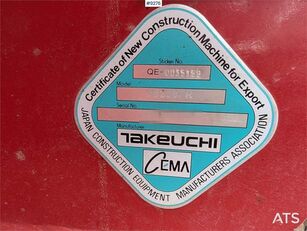 #9276
Certificate of New Construction Machine for Export
Sticker No.
QE-0035159
Model
Serial No.
Manufacturer
TAKEUCHI
CEMA
JAPAN CONSTRUCTION EQUIPMENT MANUFACTURERS ASSOCIATION
ATS